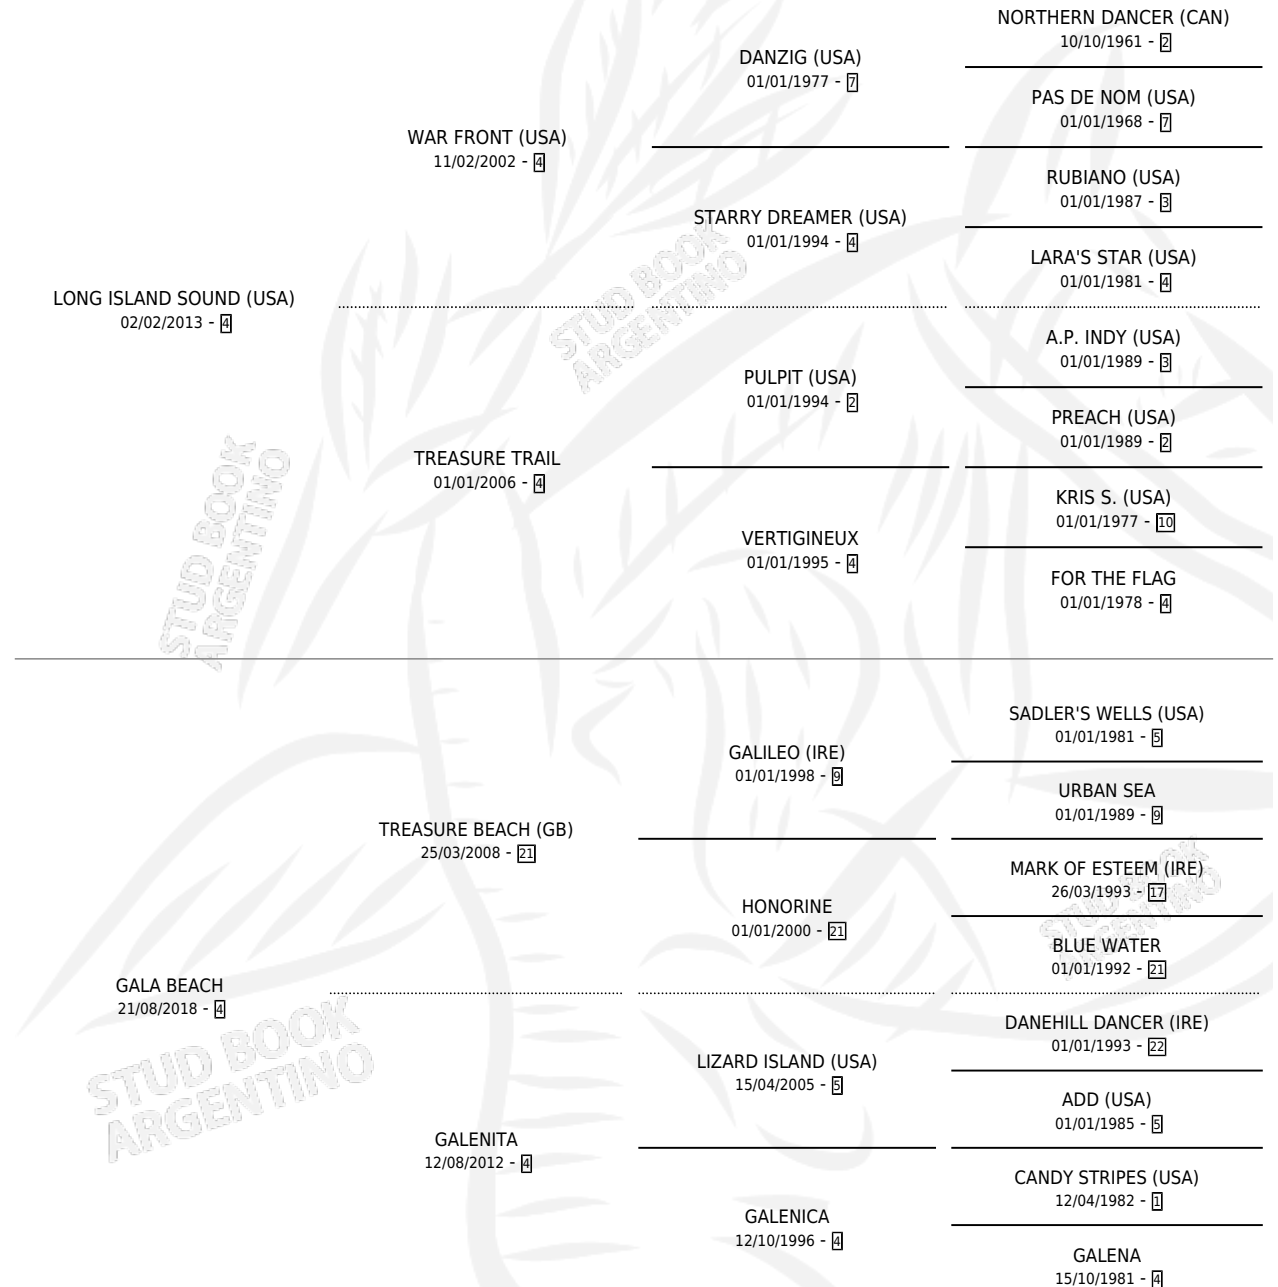 NORTHERN DANCER (CAN)
10/10/1961 - 2
DANZIG (USA)
01/01/1977 - 7
PAS DE NOM (USA)
01/01/1968 - 7
WAR FRONT (USA)
11/02/2002 - 4
RUBIANO (USA)
01/01/1987 - 3
STARRY DREAMER (USA)
01/01/1994 - 4
LARA'S STAR (USA)
01/01/1981 - 4
LONG ISLAND SOUND (USA)
02/02/2013 - 4
A.P. INDY (USA)
01/01/1989 - 3
PULPIT (USA)
01/01/1994 - 2
PREACH (USA)
01/01/1989 - 2
TREASURE TRAIL
01/01/2006 - 4
KRIS S. (USA)
01/01/1977 - 10
VERTIGINEUX
01/01/1995 - 4
FOR THE FLAG
01/01/1978 - 4
STUD BOOK
ARGENTINO
STUD BOOK
ARGENTINO
SADLER'S WELLS (USA)
01/01/1981 - 5
GALILEO (IRE)
01/01/1998 - 9
URBAN SEA
01/01/1989 - 9
TREASURE BEACH (GB)
25/03/2008 - 21
MARK OF ESTEEM (IRE)
26/03/1993 - 17
HONORINE
01/01/2000 - 21
BLUE WATER
01/01/1992 - 21
STUD BOOK
ARGENTINO
GALA BEACH
21/08/2018 - 4
DANEHILL DANCER (IRE)
01/01/1993 - 22
LIZARD ISLAND (USA)
15/04/2005 - 5
ADD (USA)
01/01/1985 - 5
STUD BOOK
ARGENTINO
GALENITA
12/08/2012 - 4
CANDY STRIPES (USA)
12/04/1982 - 1
GALENICA
12/10/1996 - 4
GALENA
15/10/1981 - 4